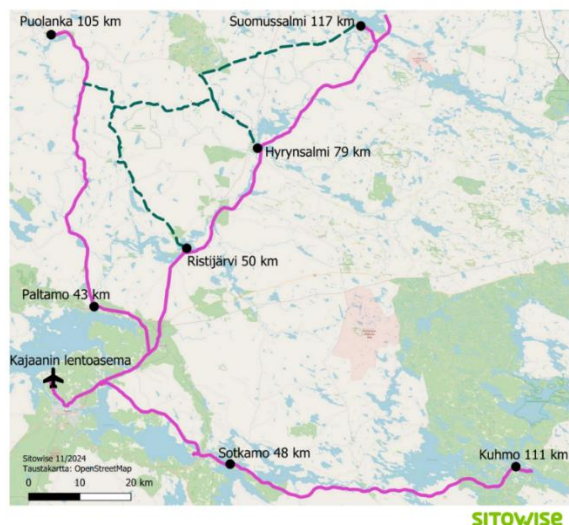 Puolanka 105 km
Suomussalmi 117 km
Hyrynsalmi 79 km
Ristijärvi 50 km
Paltamo 43 km
Kajaanin lentoasema
Sotkamo 48 km
Kuhmo 111 km
Sitowise 11/2024
Taustakartta: OpenStreetMap
0 10 20 km
SITOWISE